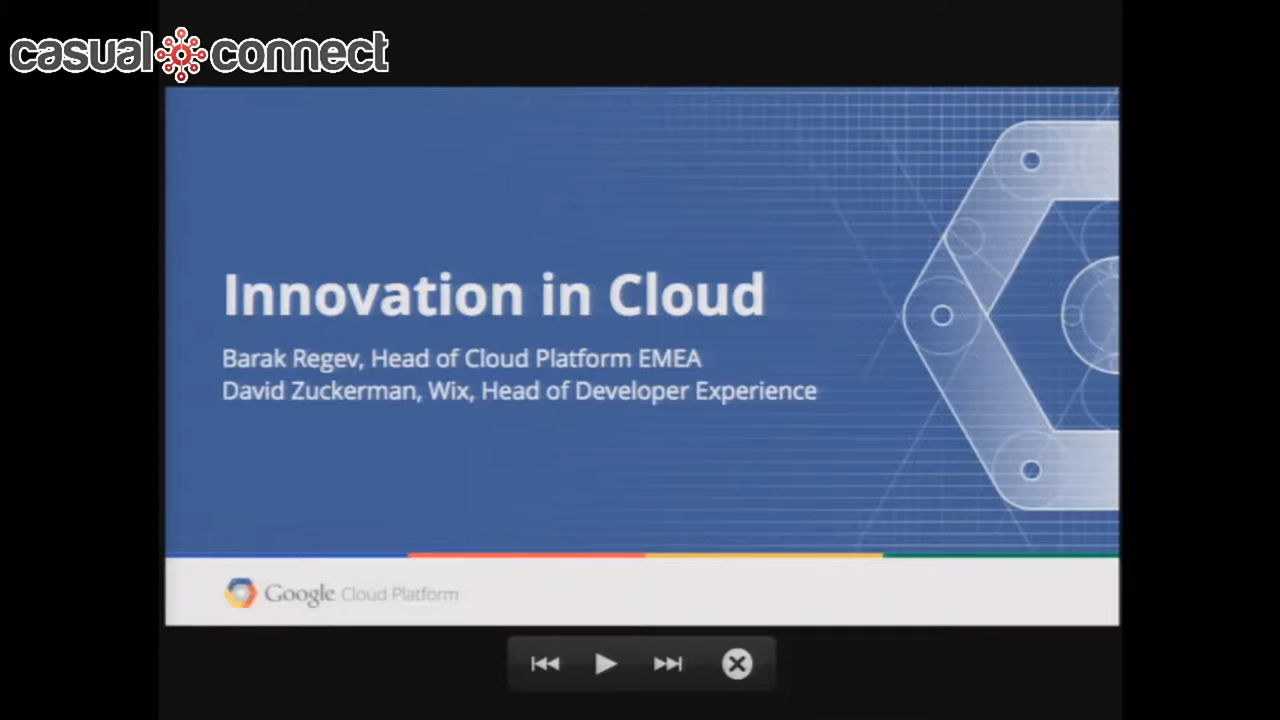 casual connect
Innovation in Cloud
Barak Regev, Head of Cloud Platform EMEA
David Zuckerman, Wix, Head of Developer Experience
Google Cloud Platform